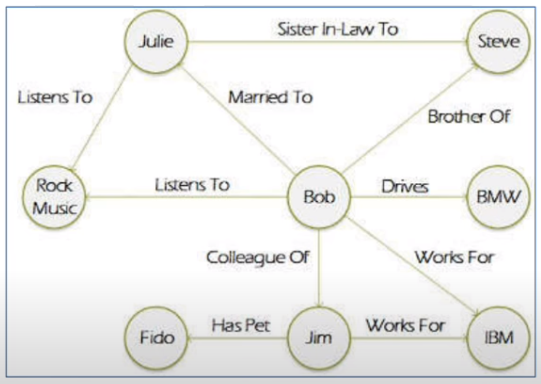 Sister In-Law To
Julie
Steve
Listens To
Married To
Brother Of
Rock
Music
Listens To
Bob
Drives
BMW
Colleague Of
Works For
Fido
Has Pet
Jim
Works For
IBM